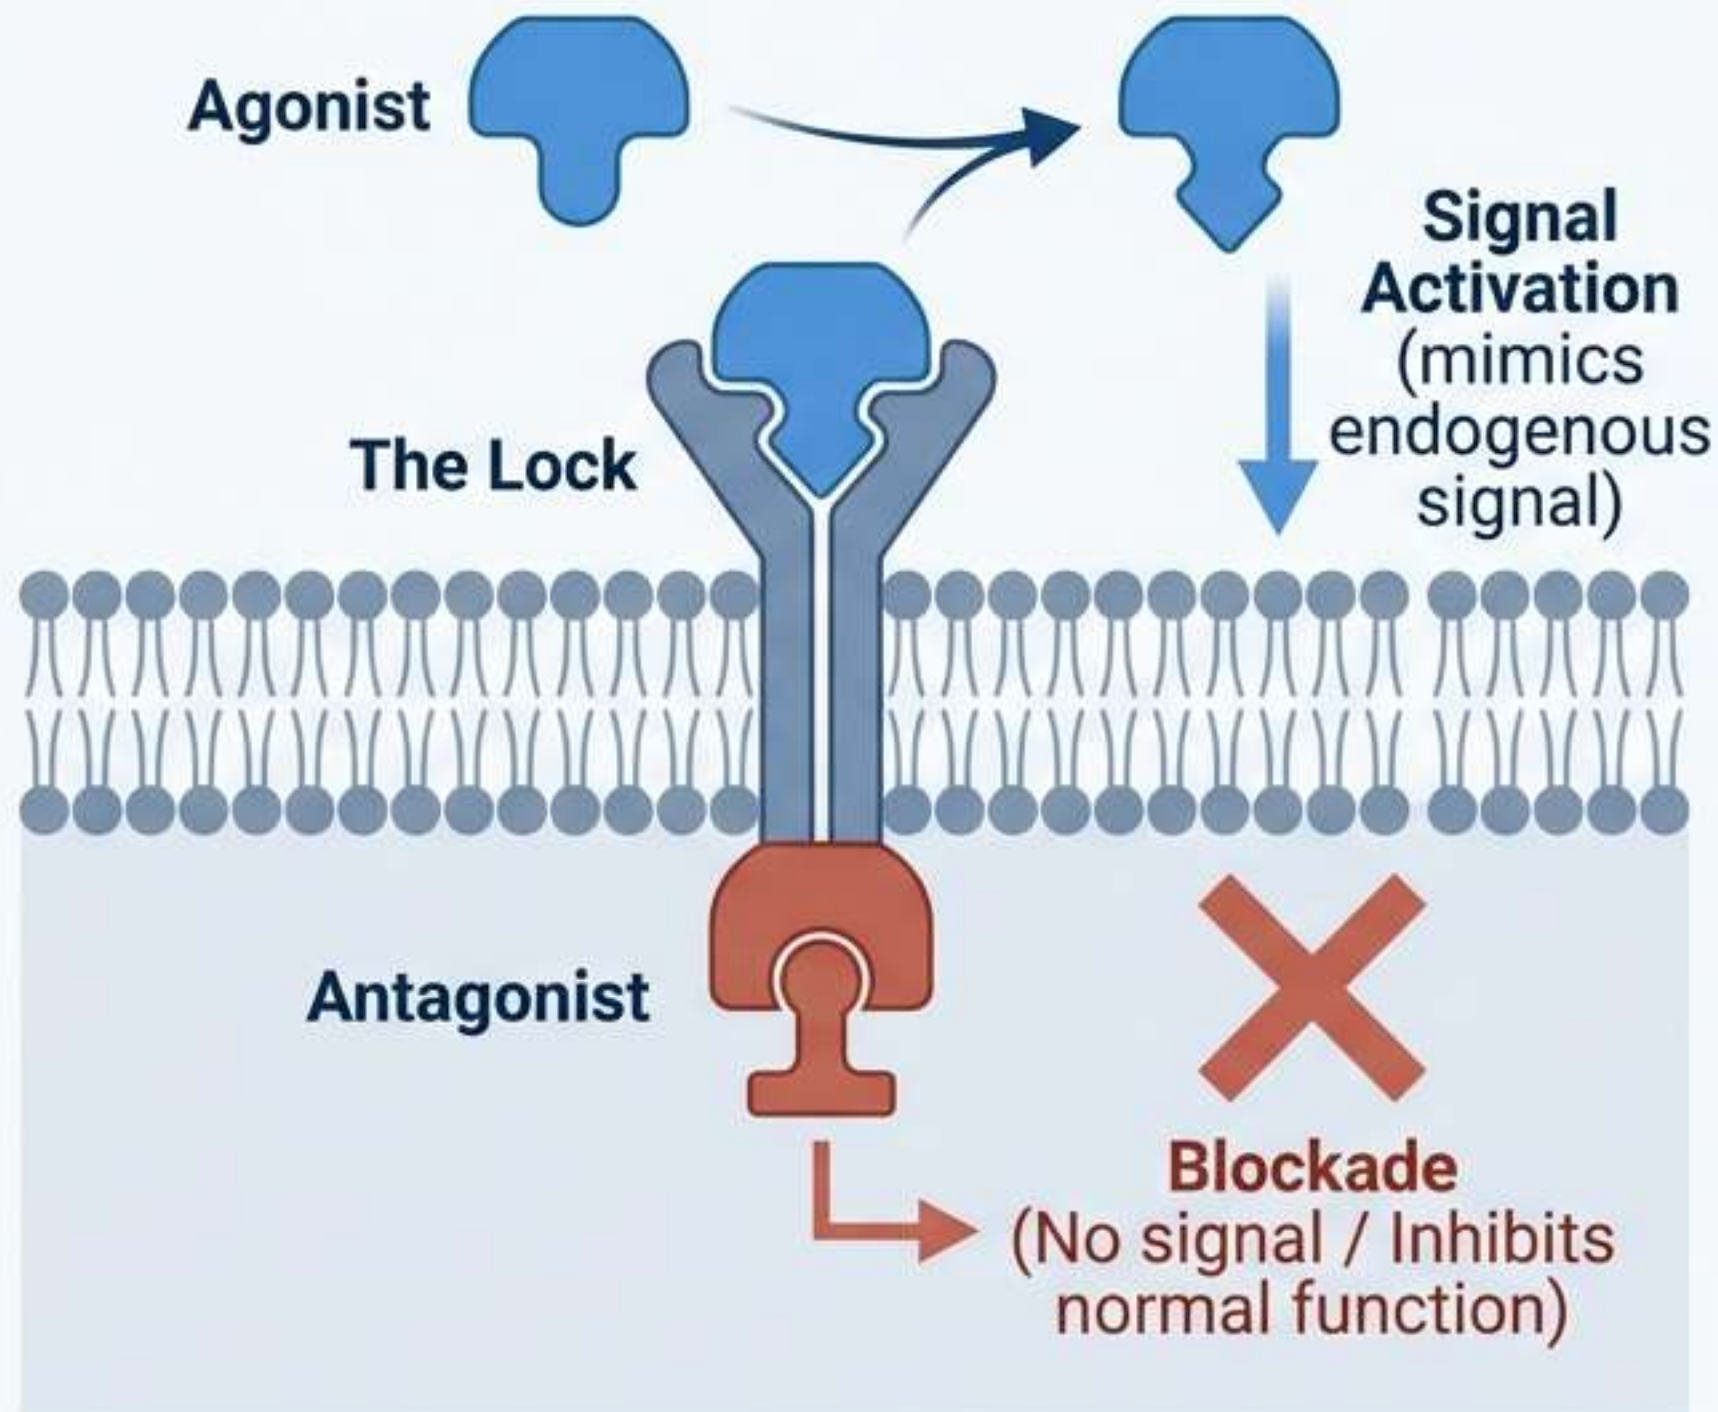 Agonist
Signal
Activation
(mimics
endogenous
signal)
The Lock
Antagonist
Blockade
(No signal / Inhibits
normal function)